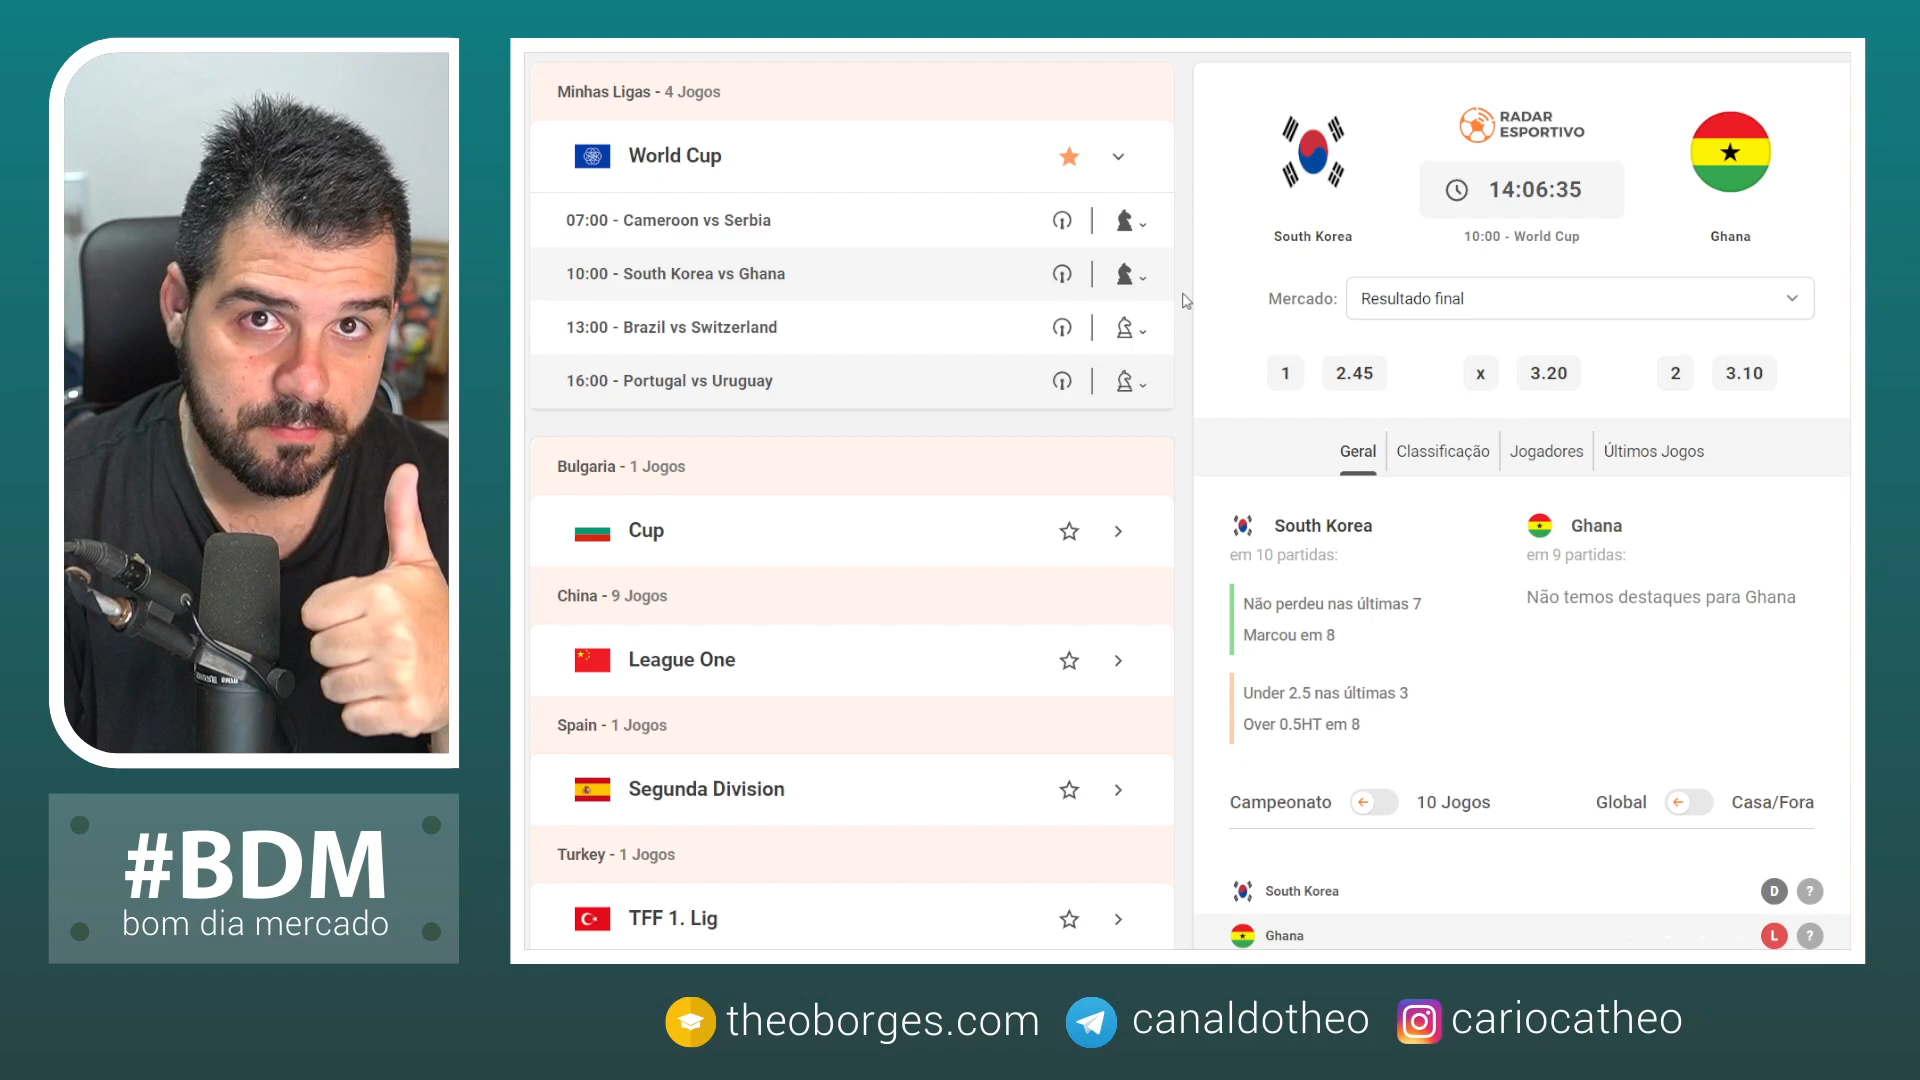 Minhas Ligas - 4 Jogos
World Cup
07:00 - Cameroon vs Serbia
10:00 - South Korea vs Ghana
13:00 - Brazil vs Switzerland
16:00 - Portugal vs Uruguay
Bulgaria - 1 Jogos
Cup
China - 9 Jogos
League One
Spain - 1 Jogos
Segunda Division
Turkey - 1 Jogos
TFF 1. Lig
RADAR
ESPORTIVO
14:06:35
South Korea
10:00 - World Cup
Ghana
Mercado: Resultado final
1 2.45 x 3.20 2 3.10
Geral Classificação Jogadores Últimos Jogos
South Korea
em 10 partidas:
Não perdeu nas últimas 7
Marcou em 8
Under 2.5 nas últimas 3
Over 0.5HT em 8
Ghana
em 9 partidas:
Não temos destaques para Ghana
Campeonato 10 Jogos Global Casa/Fora
South Korea D ?
Ghana L ?
#BDM
bom dia mercado
theoborges.com canaldotheo cariocatheo